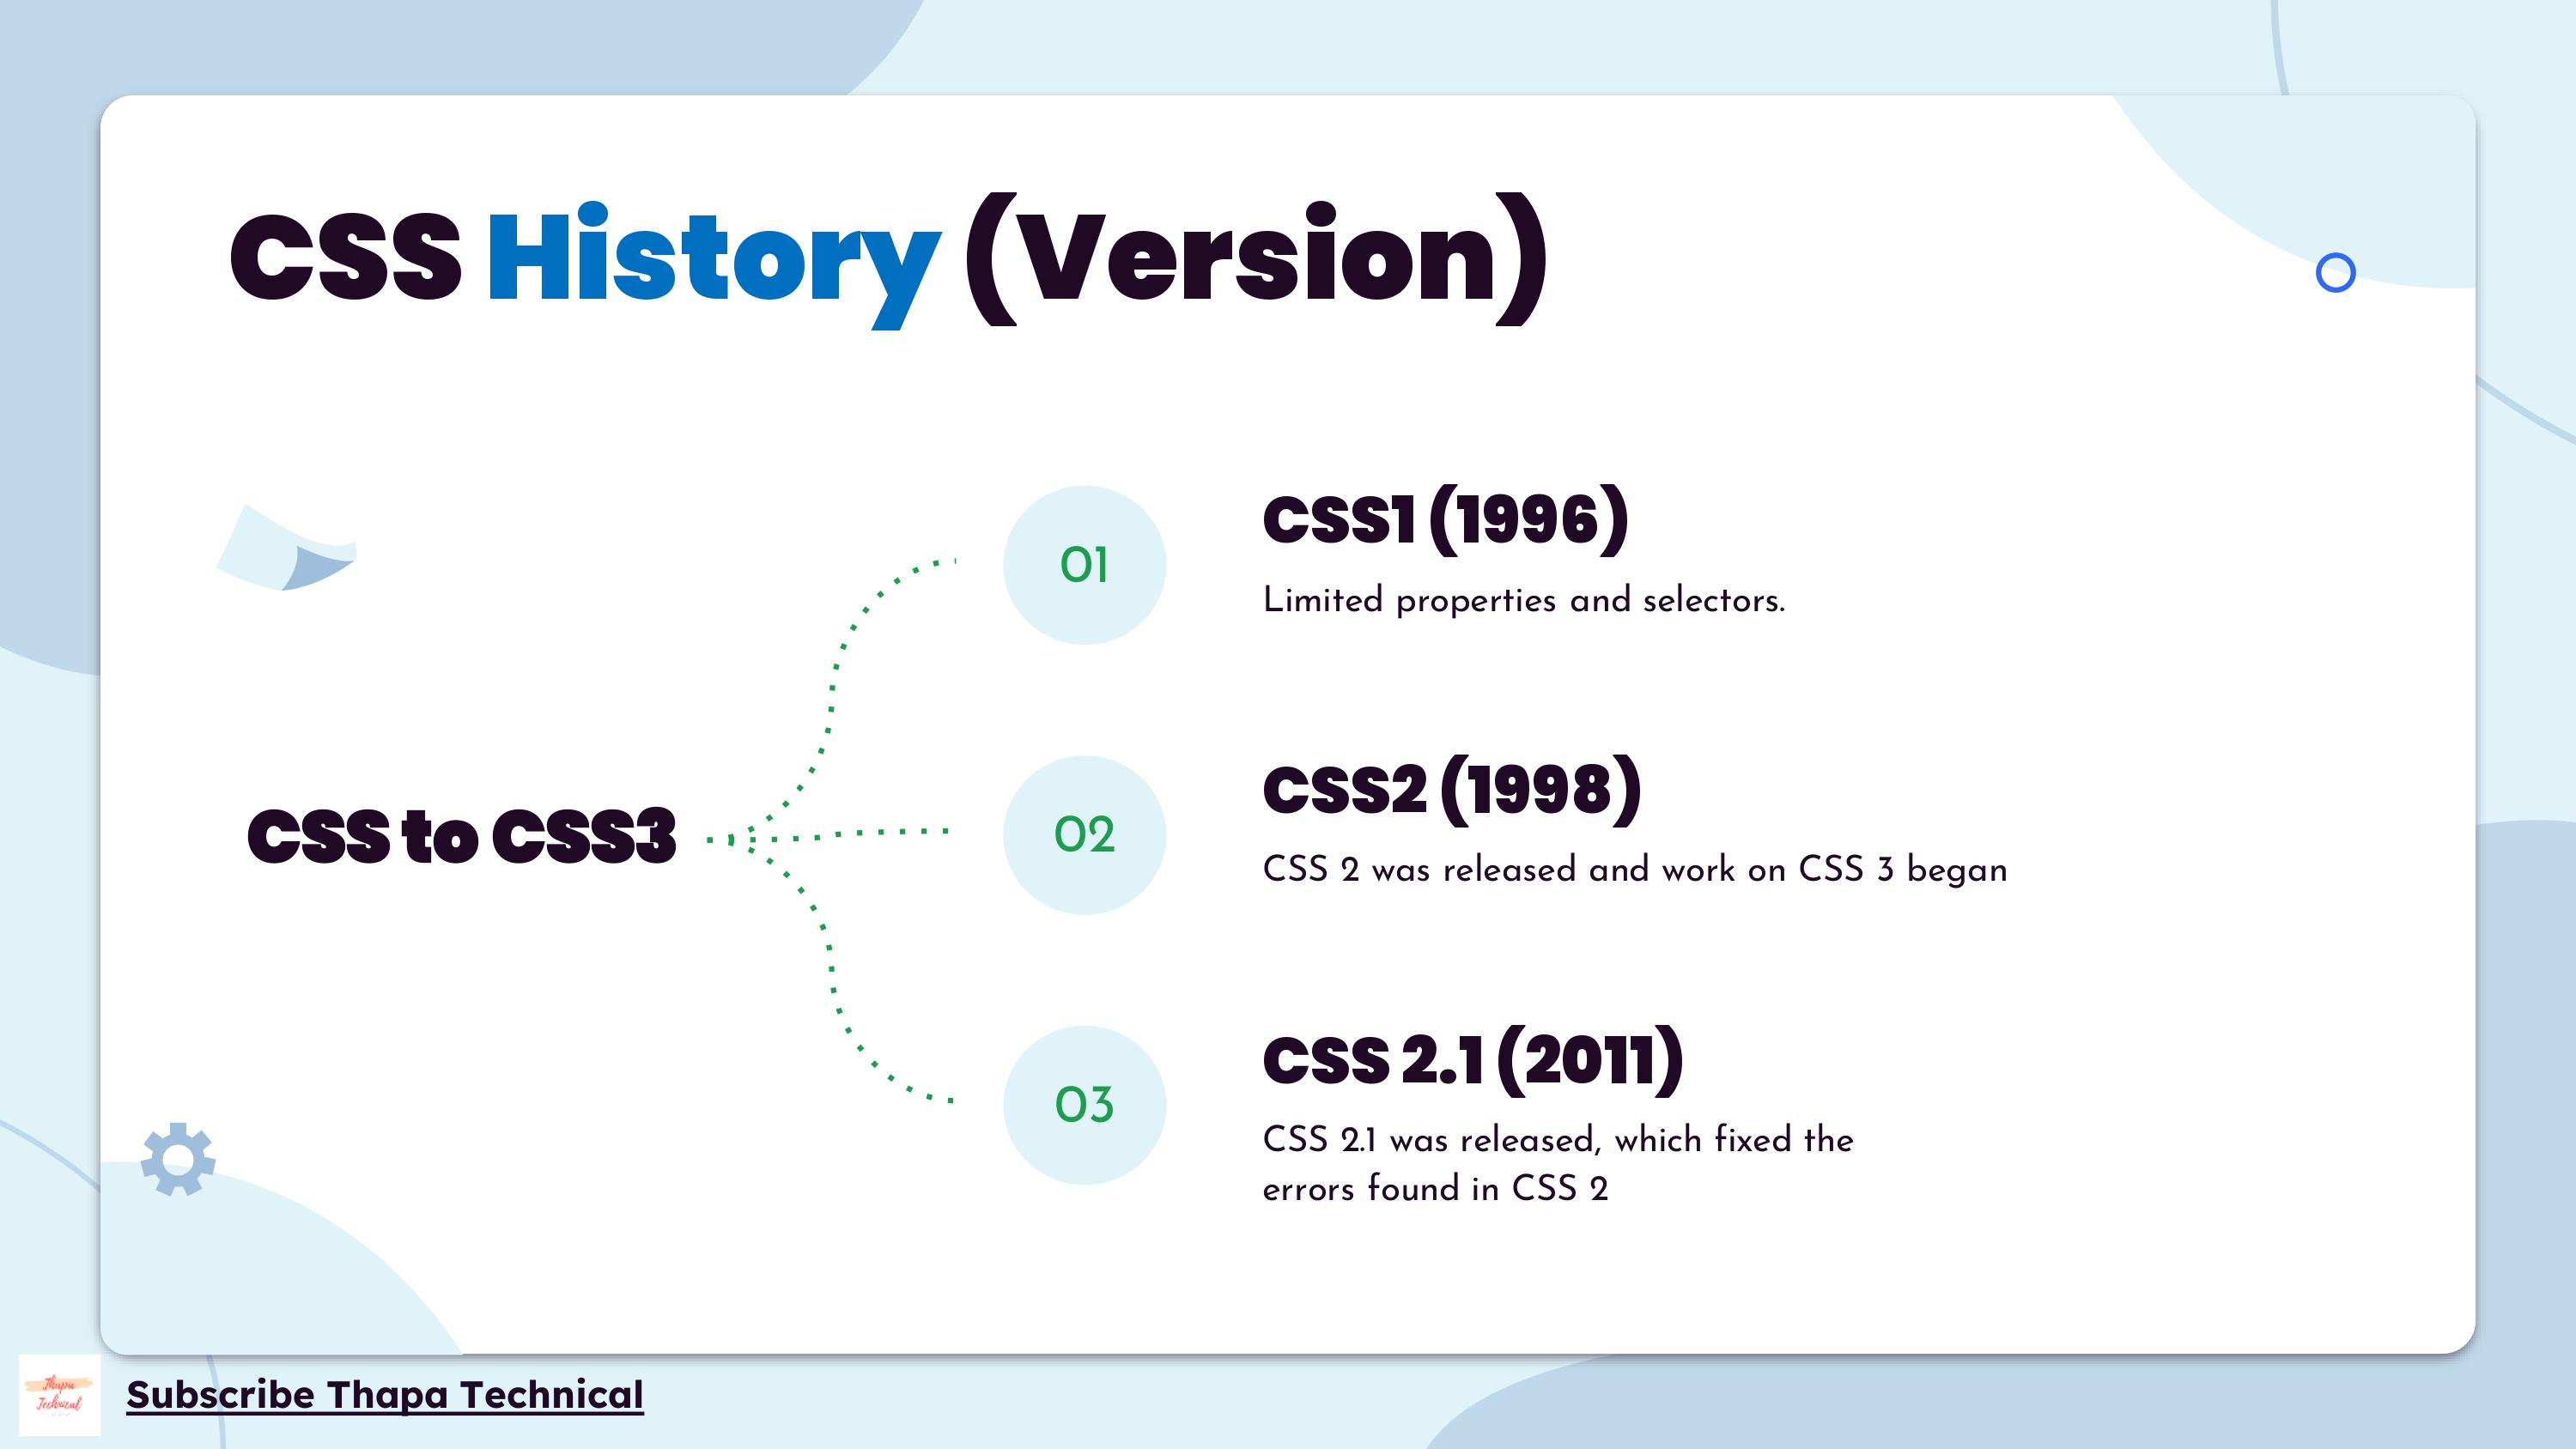 CSS History (Version)
CSS to CSS3
01
CSS1 (1996)
Limited properties and selectors.
02
CSS2 (1998)
CSS 2 was released and work on CSS 3 began
03
CSS 2.1 (2011)
CSS 2.1 was released, which fixed the
errors found in CSS 2
Thapa
Technical
Subscribe Thapa Technical